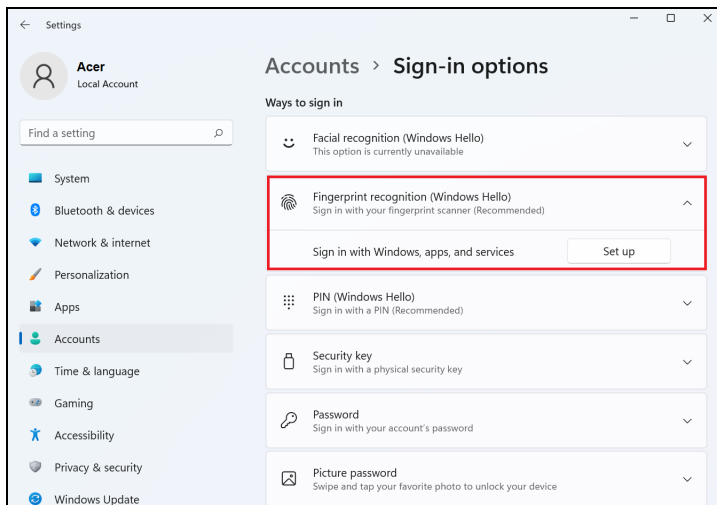 Settings
Acer
Local Account
Find a setting
System
Bluetooth & devices
Network & internet
Personalization
Apps
Accounts
Time & language
Gaming
Accessibility
Privacy & security
Windows Update
Accounts > Sign-in options
Ways to sign in
Facial recognition (Windows Hello)
This option is currently unavailable
Fingerprint recognition (Windows Hello)
Sign in with your fingerprint scanner (Recommended)
Sign in with Windows, apps, and services
Set up
PIN (Windows Hello)
Sign in with a PIN (Recommended)
Security key
Sign in with a physical security key
Password
Sign in with your account's password
Picture password
Swipe and tap your favorite photo to unlock your device